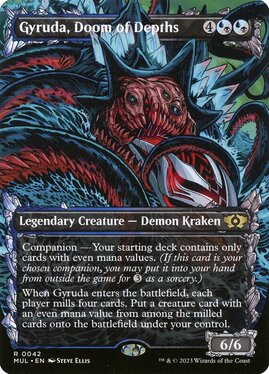 Gyruda, Doom of Depths 4
Legendary Creature — Demon Kraken
Companion — Your starting deck contains only
cards with even mana values. (If this card is your
chosen companion, you may put it into your hand
from outside the game for 3 as a sorcery.)
When Gyruda enters the battlefield, each
player mills four cards. Put a creature card with
an even mana value from among the milled
cards onto the battlefield under your control.
6/6
R 0042
MUL • EN Steve Ellis
™ & © 2023 Wizards of the Coast